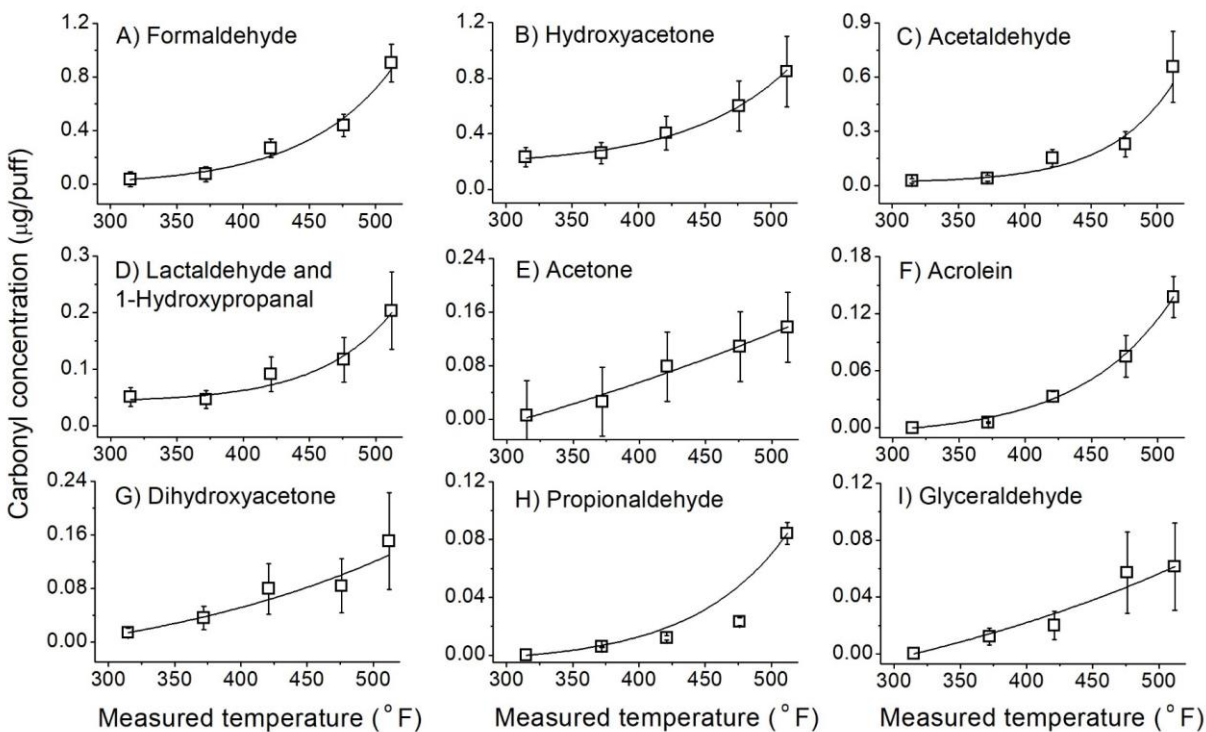 Carbonyl concentration (μg/puff)
A) Formaldehyde
1.2
0.8
0.4
0.0
300 350 400 450 500
B) Hydroxyacetone
1.2
0.8
0.4
0.0
300 350 400 450 500
C) Acetaldehyde
0.9
0.6
0.3
0.0
300 350 400 450 500
D) Lactaldehyde and
1-Hydroxypropanal
0.3
0.2
0.1
0.0
300 350 400 450 500
E) Acetone
0.24
0.16
0.08
0.00
300 350 400 450 500
F) Acrolein
0.18
0.12
0.06
0.00
300 350 400 450 500
G) Dihydroxyacetone
0.24
0.16
0.08
0.00
300 350 400 450 500
H) Propionaldehyde
0.12
0.08
0.04
0.00
300 350 400 450 500
I) Glyceraldehyde
0.12
0.08
0.04
0.00
300 350 400 450 500
Measured temperature (°F)
Measured temperature (°F)
Measured temperature (°F)